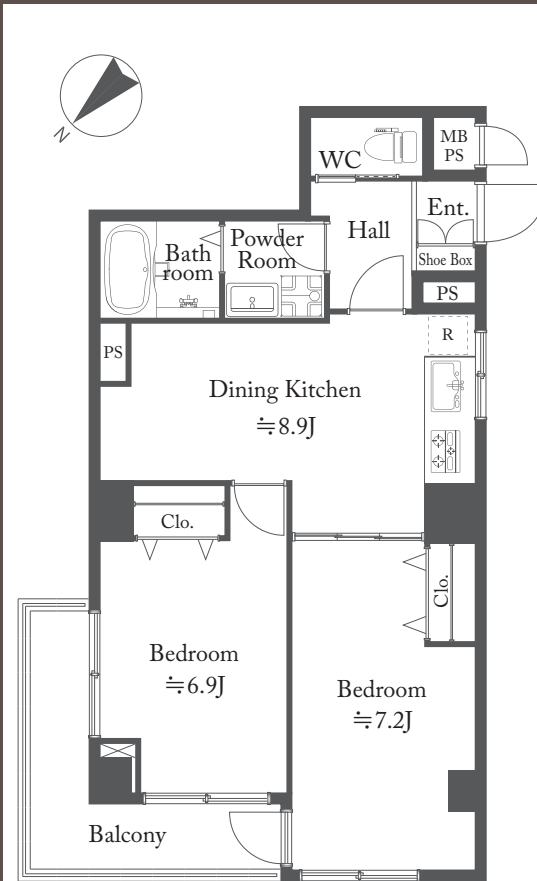 N
WC
MB
PS
Ent.
Hall
Shoe Box
Powder
Room
Bath
room
PS
R
PS
Dining Kitchen
≒8.9J
Clo.
Clo.
Bedroom
≒6.9J
Bedroom
≒7.2J
Balcony